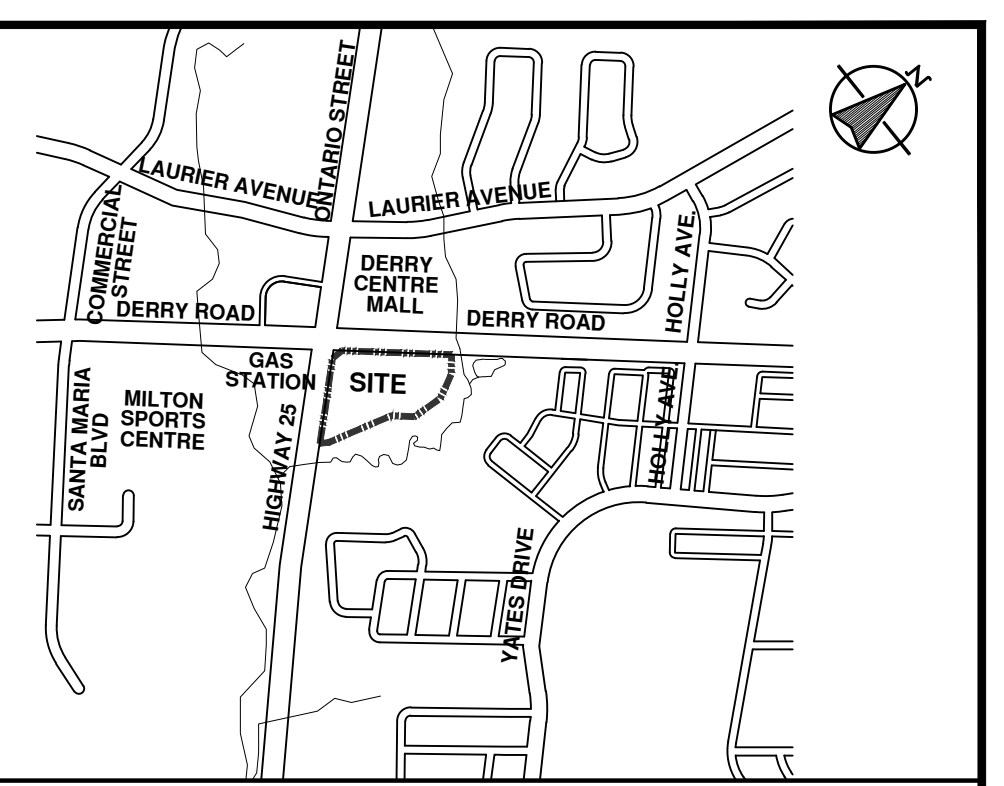 N
ONTARIO STREET
LAURIER AVENUE
LAURIER AVENUE
COMMERCIAL
STREET
DERRY
CENTRE
MALL
HOLLY AVE.
DERRY ROAD
DERRY ROAD
GAS
STATION
SITE
MILTON
SPORTS
CENTRE
SANTA MARIA
BLVD
HIGHWAY 25
HOLLY AVE.
YATES DRIVE